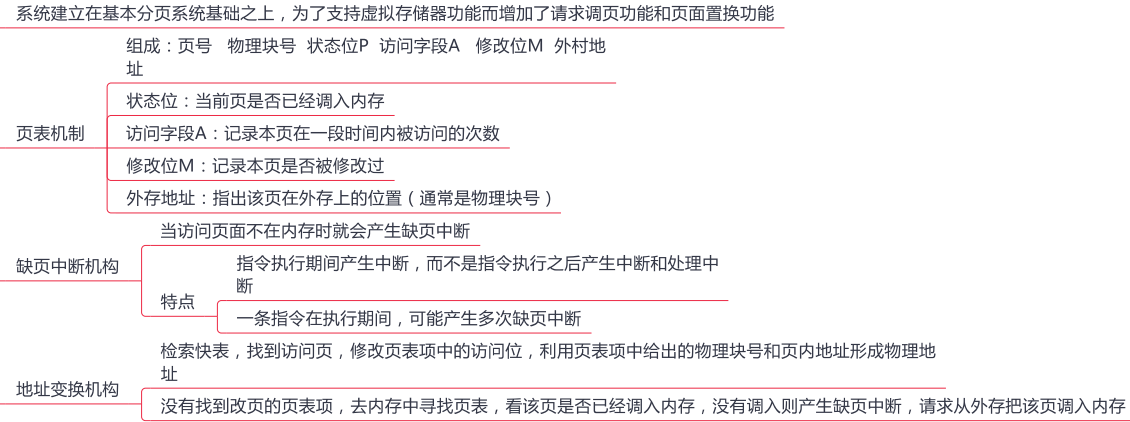 系统建立在基本分页系统基础之上，为了支持虚拟存储器功能而增加了请求调页功能和页面置换功能
组成：页号 物理块号 状态位P 访问字段A 修改位M 外村地
址
状态位：当前页是否已经调入内存
页表机制
访问字段A：记录本页在一段时间内被访问的次数
修改位M：记录本页是否被修改过
外存地址：指出该页在外存上的位置（通常是物理块号）
当访问页面不在内存时就会产生缺页中断
缺页中断机构
指令执行期间产生中断，而不是指令执行之后产生中断和处理中
断
特点
一条指令在执行期间，可能产生多次缺页中断
检索快表，找到访问页，修改页表项中的访问位，利用页表项中给出的物理块号和页内地址形成物理地
址
地址变换机构
没有找到改页的页表项，去内存中寻找页表，看该页是否已经调入内存，没有调入则产生缺页中断，请求从外存把该页调入内存